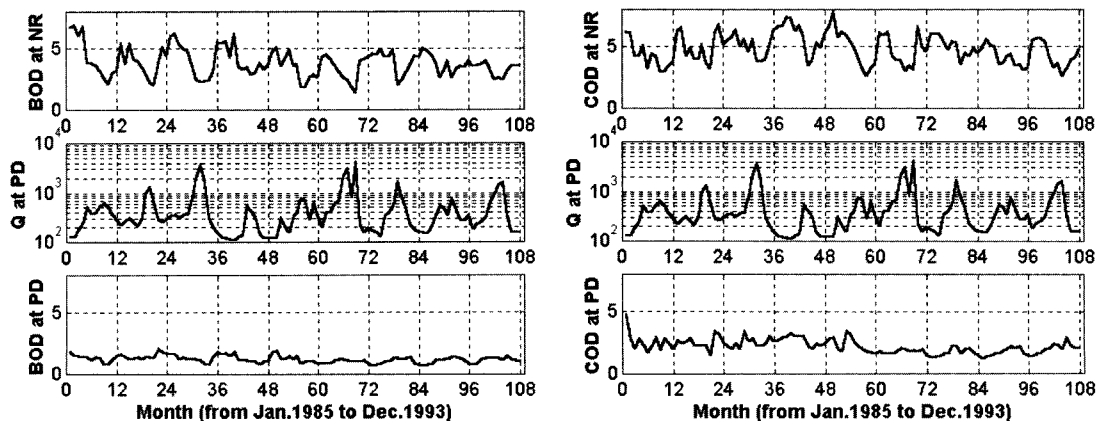 BOD at NR
5
0
0 12 24 36 48 60 72 84 96 108
Q at PD
10^4
10^3
10^2
0 12 24 36 48 60 72 84 96 108
BOD at PD
5
0
0 12 24 36 48 60 72 84 96 108
Month (from Jan.1985 to Dec.1993)
COD at NR
5
0
0 12 24 36 48 60 72 84 96 108
Q at PD
10^4
10^3
10^2
0 12 24 36 48 60 72 84 96 108
COD at PD
5
0
0 12 24 36 48 60 72 84 96 108
Month (from Jan.1985 to Dec.1993)